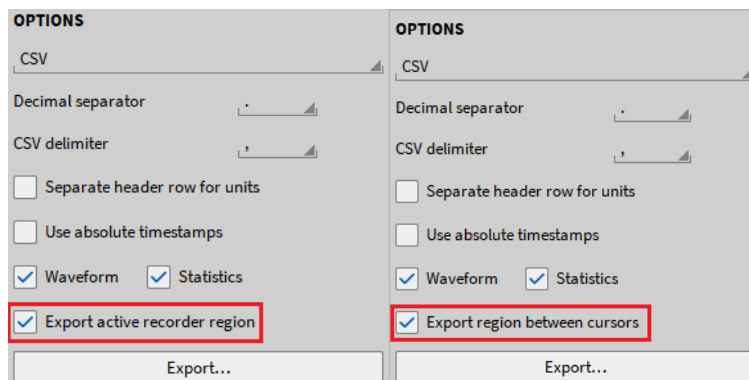 OPTIONS
CSV
Decimal separator .
CSV delimiter ,
Separate header row for units
Use absolute timestamps
Waveform Statistics
Export active recorder region
Export...
OPTIONS
CSV
Decimal separator .
CSV delimiter ,
Separate header row for units
Use absolute timestamps
Waveform Statistics
Export region between cursors
Export...